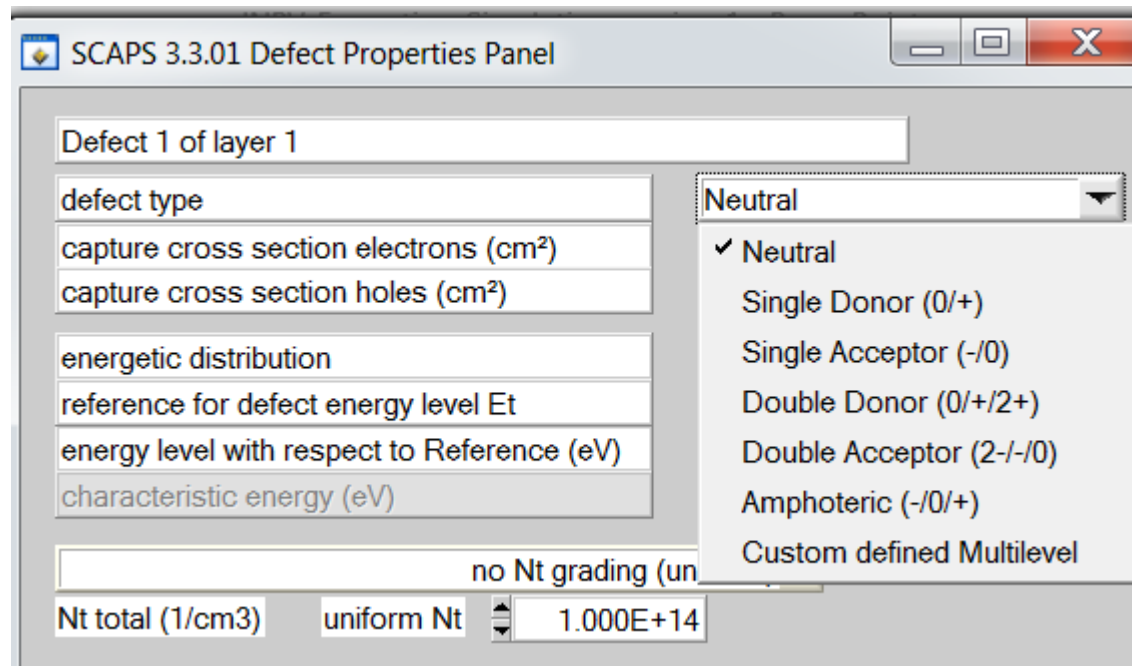 SCAPS 3.3.01 Defect Properties Panel
Defect 1 of layer 1
defect type
Neutral
capture cross section electrons (cm²)
capture cross section holes (cm²)
energetic distribution
reference for defect energy level Et
energy level with respect to Reference (eV)
characteristic energy (eV)
✓ Neutral
Single Donor (0/+)
Single Acceptor (-/0)
Double Donor (0/+/2+)
Double Acceptor (2-/-/0)
Amphoteric (-/0/+)
Custom defined Multilevel
no Nt grading (un
Nt total (1/cm3) uniform Nt 1.000E+14